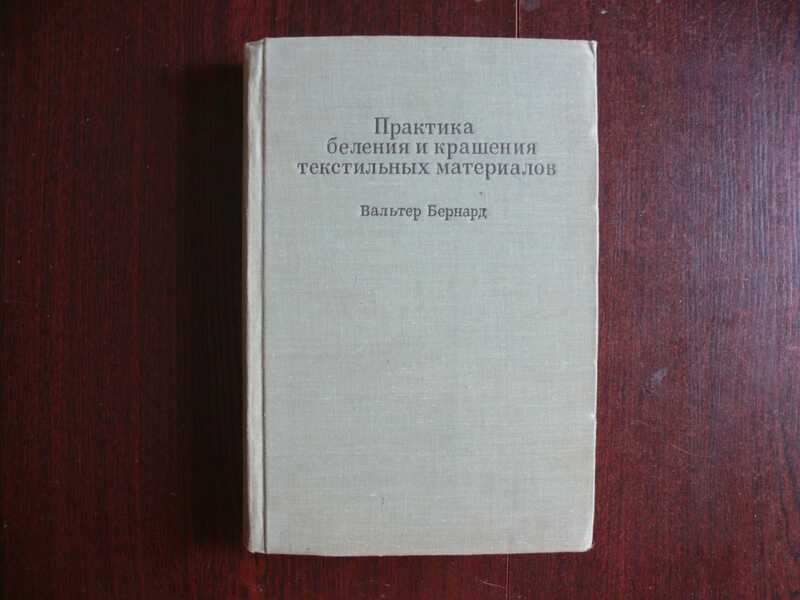 Практика
беления и крашения
текстильных материалов
Вальтер Бернард